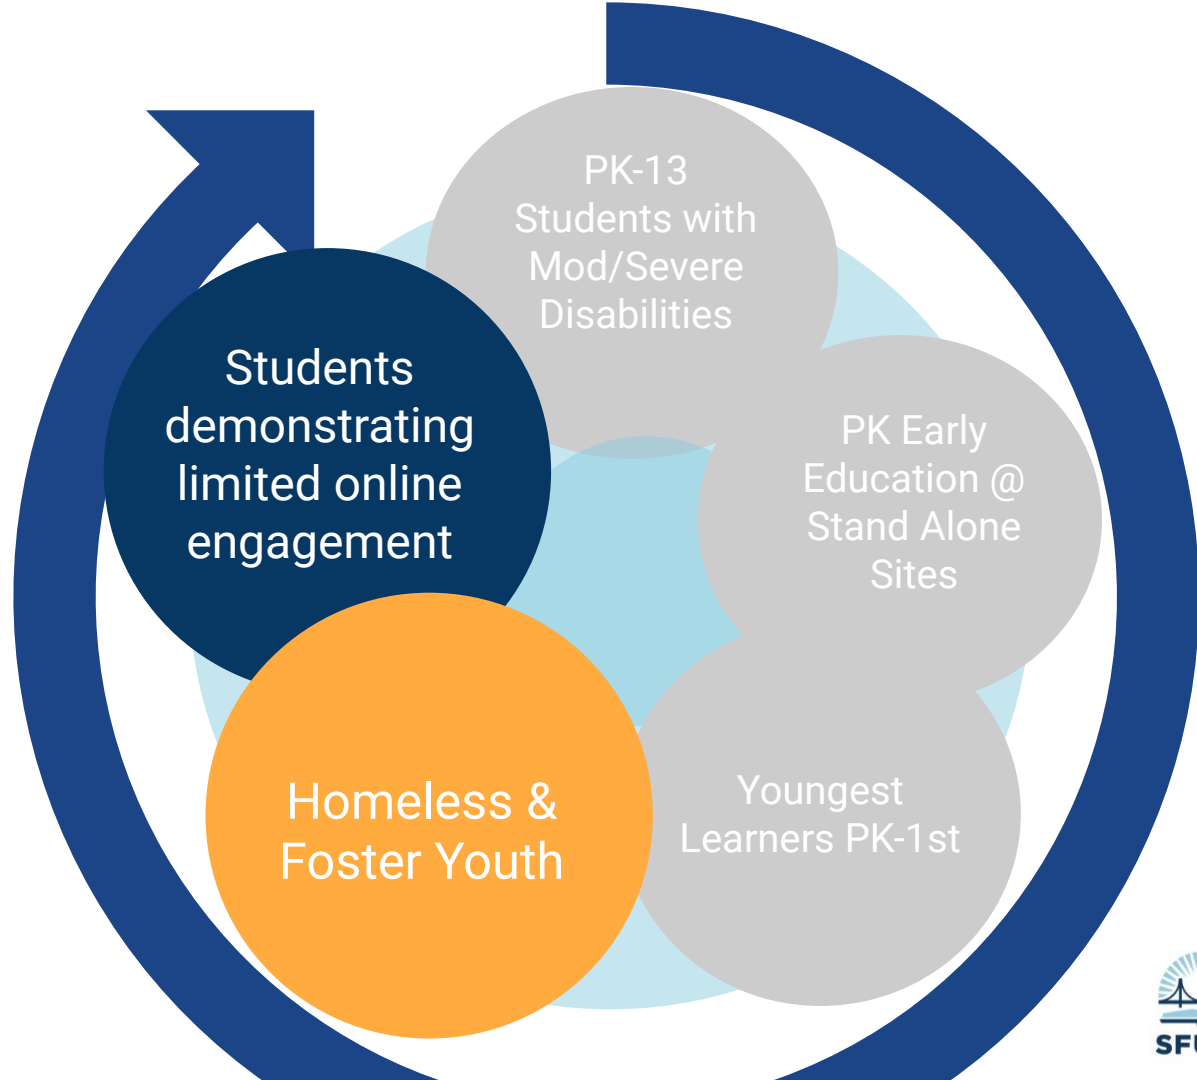 PK-13
Students with
Mod/Severe
Disabilities
PK Early
Education @
Stand Alone
Sites
Youngest
Learners PK-1st
Homeless &
Foster Youth
Students
demonstrating
limited online
engagement